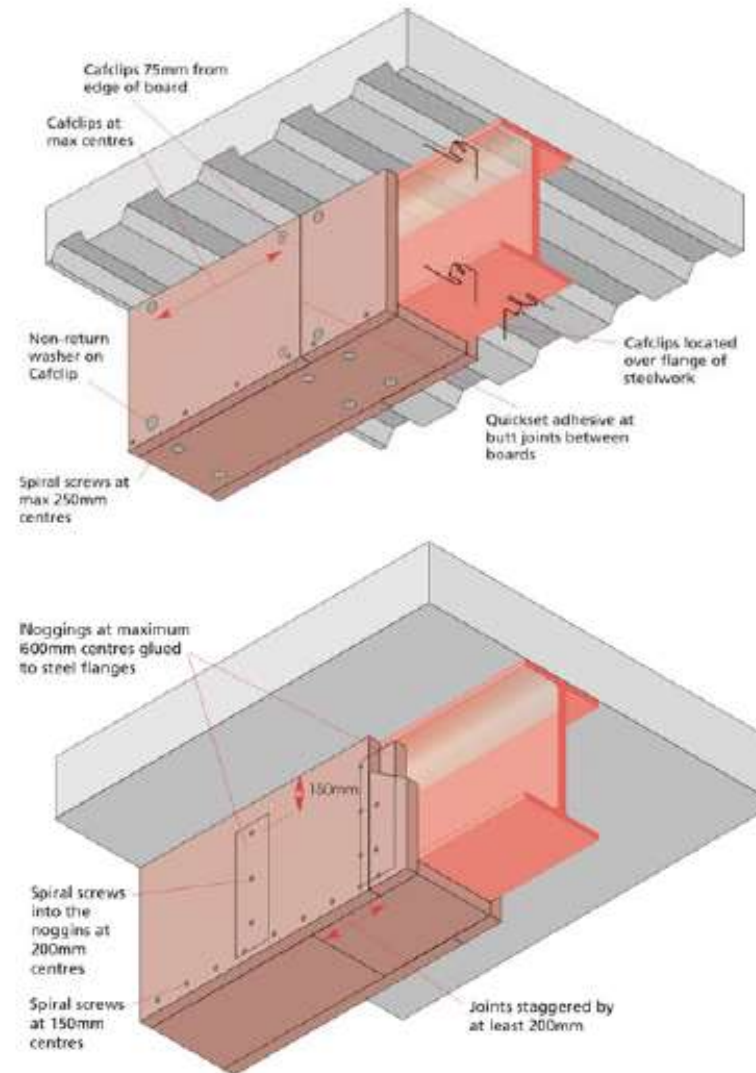 Cafclips 75mm from
edge of board
Cafclips at
max centres
Non-return
washer on
Cafclip
Cafclips located
over flange of
steelwork
Quickset adhesive at
butt joints between
boards
Spiral screws at
max 250mm
centres
Noggings at maximum
600mm centres glued
to steel flanges
150mm
Spiral screws
into the
noggins at
200mm
centres
Spiral screws
at 150mm
centres
Joints staggered by
at least 200mm